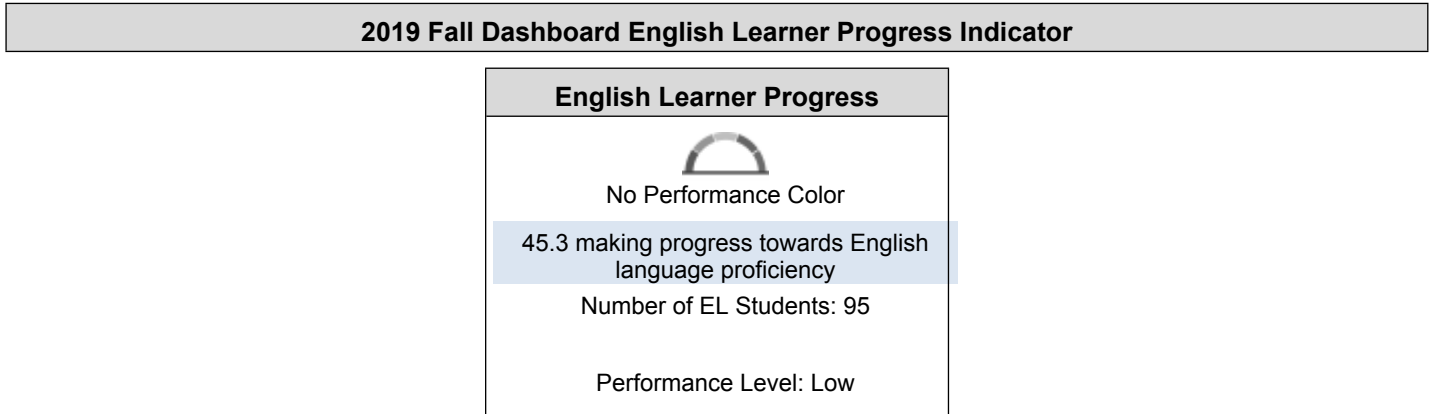 2019 Fall Dashboard English Learner Progress Indicator
English Learner Progress
No Performance Color
45.3 making progress towards English
language proficiency
Number of EL Students: 95
Performance Level: Low